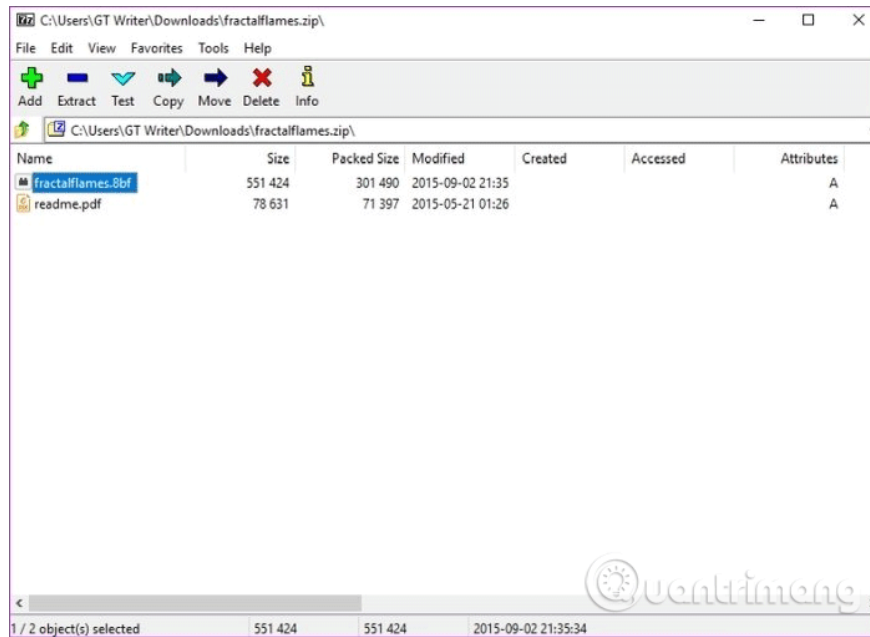 7z C:\Users\GT Writer\Downloads\fractalflames.zip\
File Edit View Favorites Tools Help
Add Extract Test Copy Move Delete Info
C:\Users\GT Writer\Downloads\fractalflames.zip\
Name Size Packed Size Modified Created Accessed Attributes
fractalflames.8bf 551 424 301 490 2015-09-02 21:35 A
readme.pdf 78 631 71 397 2015-05-21 01:26 A
Quantrimang
1 / 2 object(s) selected 551 424 551 424 2015-09-02 21:35:34